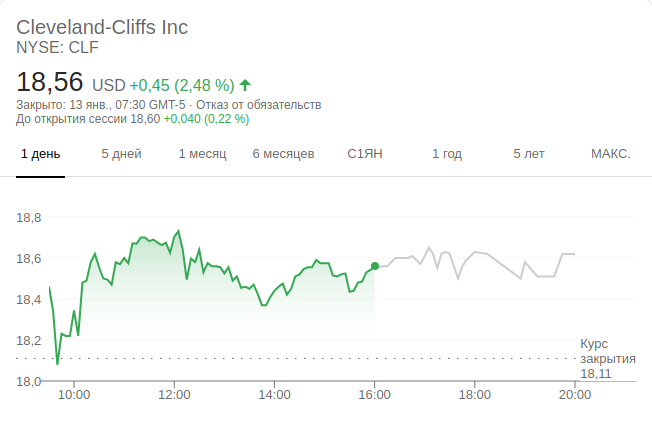 Cleveland-Cliffs Inc
NYSE: CLF
18,56 USD +0,45 (2,48 %)
Закрыто: 13 янв., 07:30 GMT-5 · Отказ от обязательств
До открытия сессии 18,60 +0,040 (0,22 %)
1 день 5 дней 1 месяц 6 месяцев С1ЯН 1 год 5 лет МАКС.
18,8
18,6
18,4
18,2
Курс
закрытия
18,11
18,0
10:00 12:00 14:00 16:00 18:00 20:00